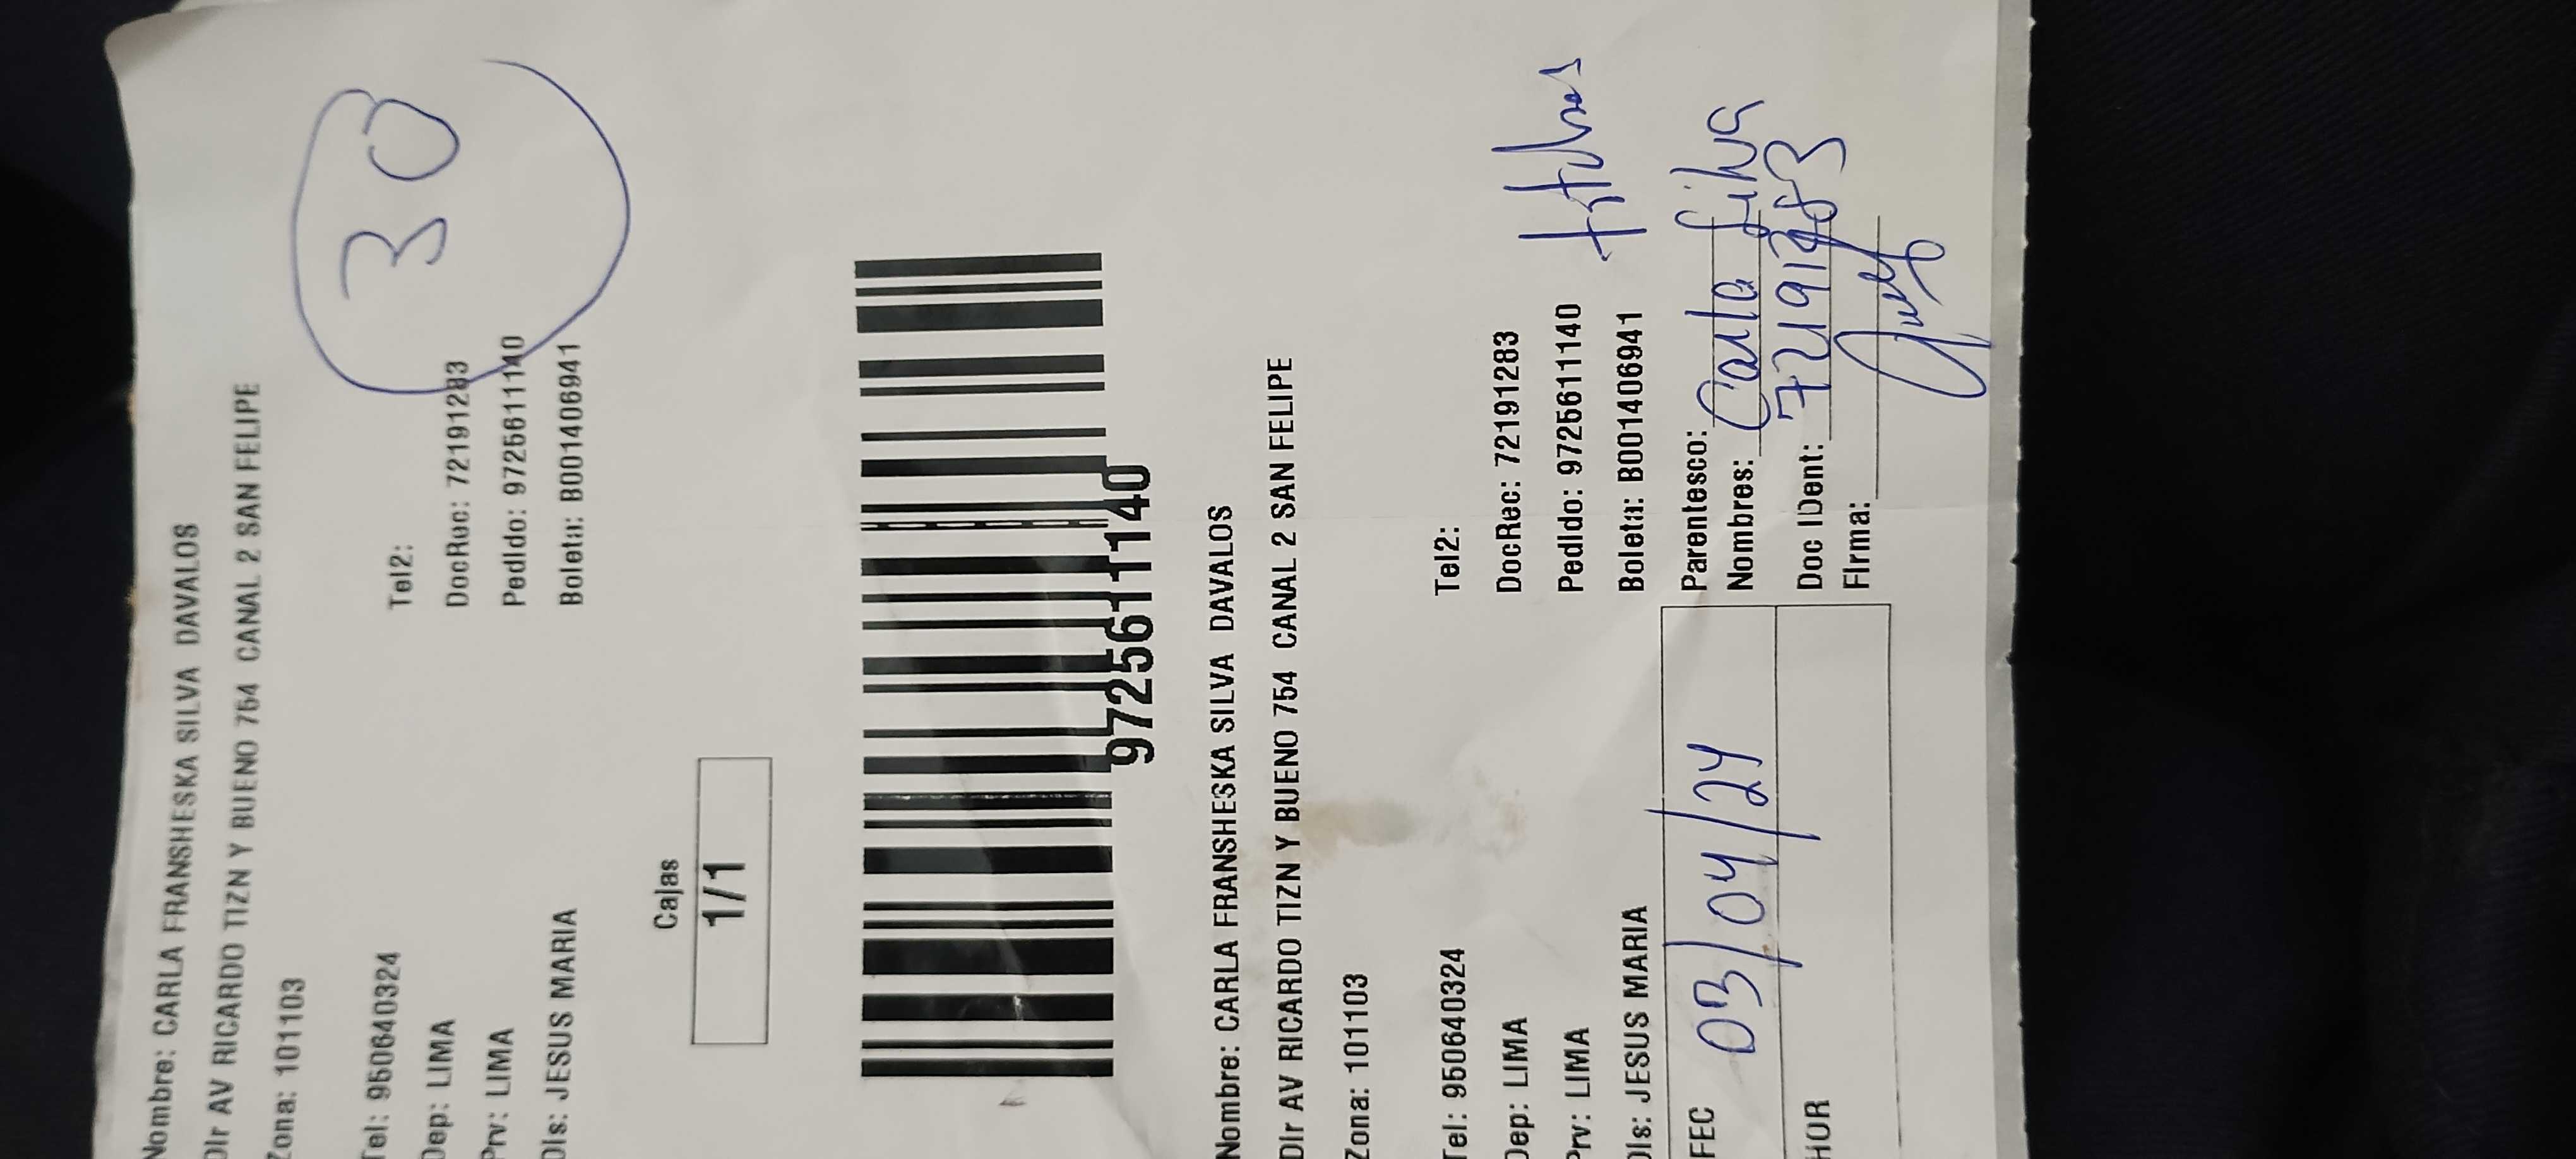 Nombre: CARLA FRANSHESKA SILVA DAVALOS
DIr AV RICARDO TIZN Y BUENO 754 CANAL 2 SAN FELIPE
Zona: 101103
30
Tel: 950640324 Tel2:
Dep: LIMA DocRec: 72191283
Prv: LIMA PedIdo: 9725611140
DIs: JESUS MARIA Boleta: B001406941
Cajas
1/1
9725611140
Nombre: CARLA FRANSHESKA SILVA DAVALOS
DIr AV RICARDO TIZN Y BUENO 754 CANAL 2 SAN FELIPE
Zona: 101103
Tel: 950640324 Tel2:
Dep: LIMA DocRec: 72191283
Prv: LIMA PedIdo: 9725611140
DIs: JESUS MARIA Boleta: B001406941
FEC 03/04/24 Parentesco:
Nombres: Carla Silva
HOR Doc IDent: 72191283
FIrma: